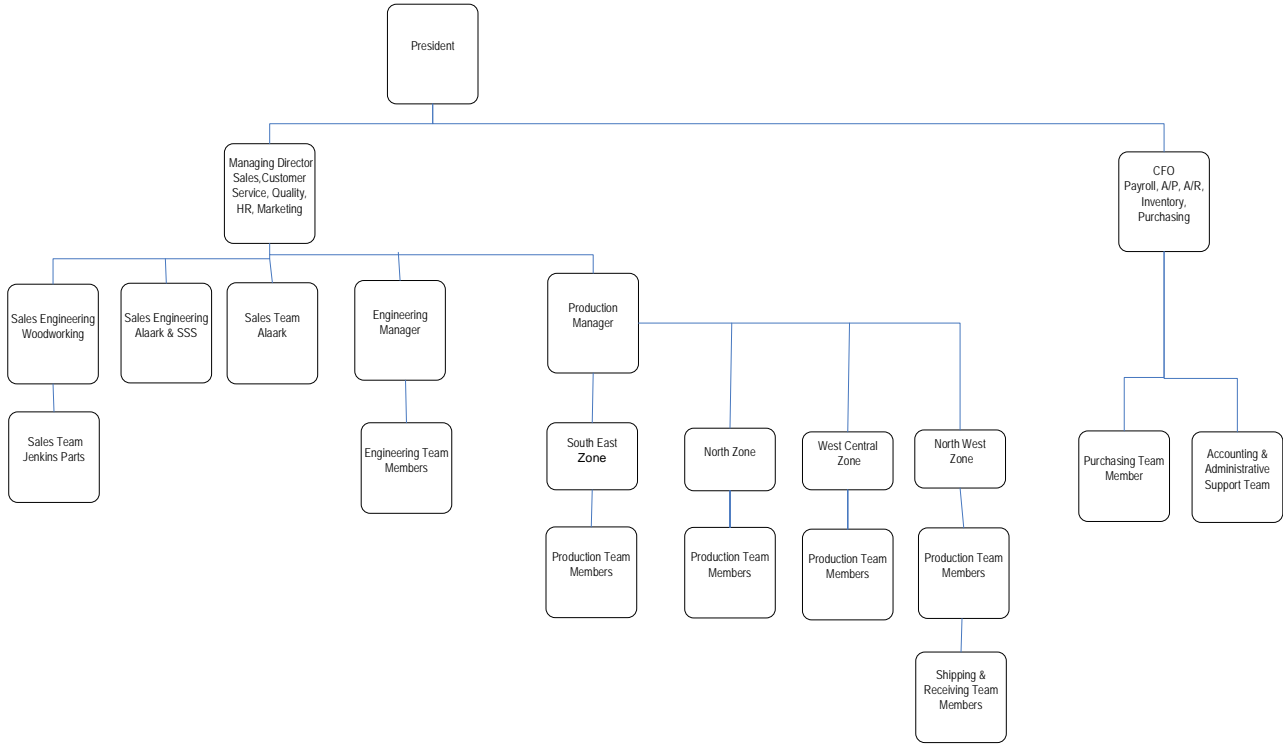 President
Managing Director
Sales,Customer
Service, Quality,
HR, Marketing
CFO
Payroll, A/P, A/R,
Inventory,
Purchasing
Sales Engineering
Woodworking
Sales Engineering
Alaark & SSS
Sales Team
Alaark
Engineering
Manager
Production
Manager
Sales Team
Jenkins Parts
Engineering Team
Members
South East
Zone
North Zone
West Central
Zone
North West
Zone
Purchasing Team
Member
Accounting &
Administrative
Support Team
Production Team
Members
Production Team
Members
Production Team
Members
Production Team
Members
Shipping &
Receiving Team
Members